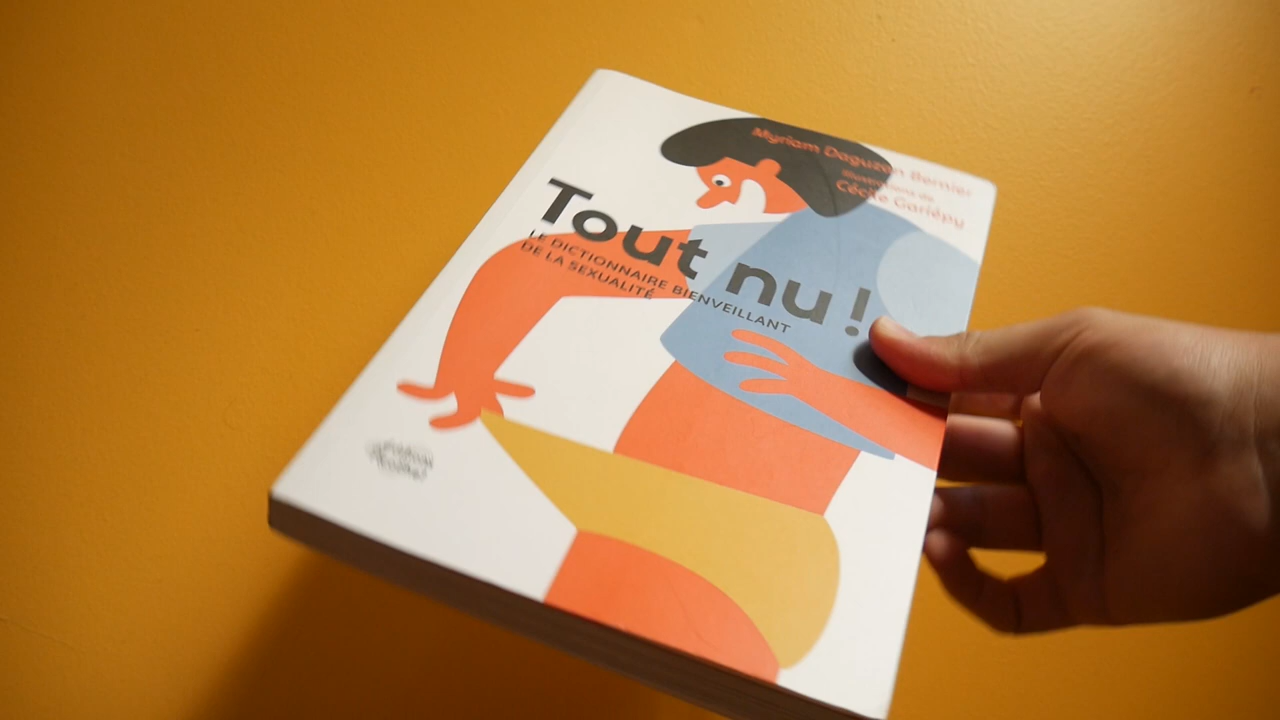 Myriam Daguzan Bernier
illustrations de
Cécile Gariépy
Tout nu !
LE DICTIONNAIRE BIENVEILLANT
DE LA SEXUALITÉ